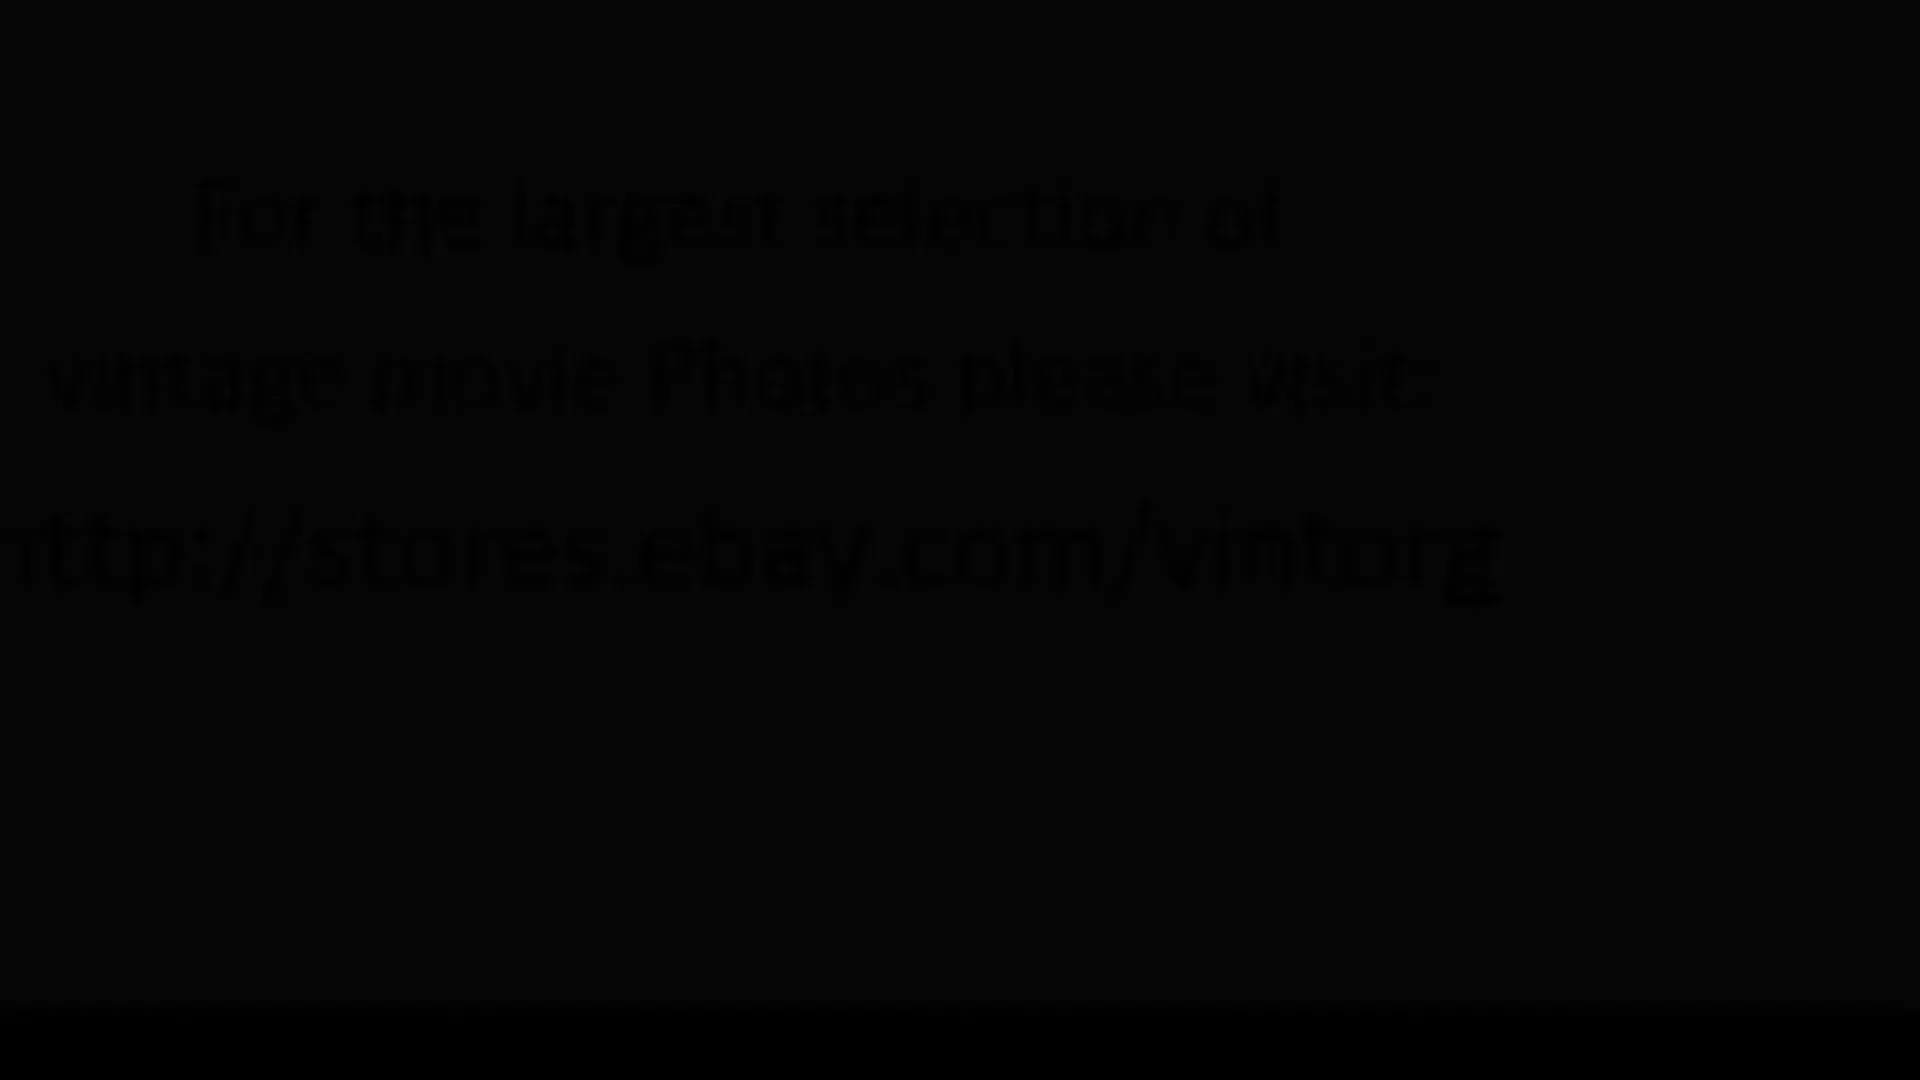 For the largest selection of
vintage movie Photos please visit:
http://stores.ebay.com/vintorg